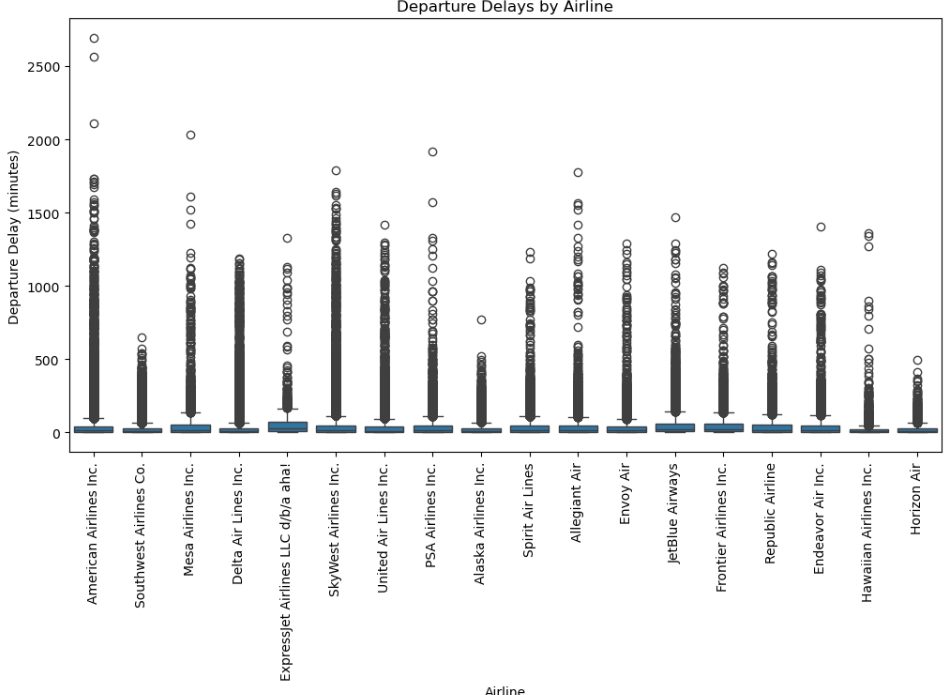 Departure Delays by Airline
Departure Delay (minutes)
2500
2000
1500
1000
500
0
American Airlines Inc.
Southwest Airlines Co.
Mesa Airlines Inc.
Delta Air Lines Inc.
ExpressJet Airlines LLC d/b/a aha!
SkyWest Airlines Inc.
United Air Lines Inc.
PSA Airlines Inc.
Alaska Airlines Inc.
Spirit Air Lines
Allegiant Air
Envoy Air
JetBlue Airways
Frontier Airlines Inc.
Republic Airline
Endeavor Air Inc.
Hawaiian Airlines Inc.
Horizon Air
Airline